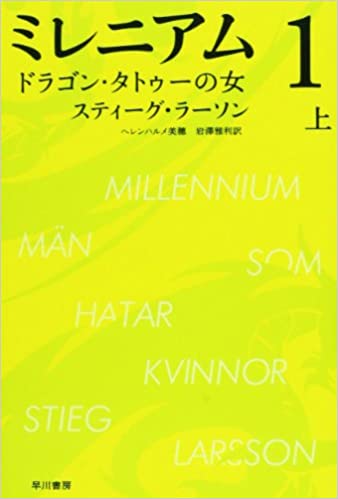 ミレニアム 1
ドラゴン・タトゥーの女
スティーグ・ラーソン 上
ヘレンハルメ美穂 岩澤雅利訳
MILLENNIUM
MÄN
SOM
HATAR
KVINNOR
STIEG
LARSSON
早川書房